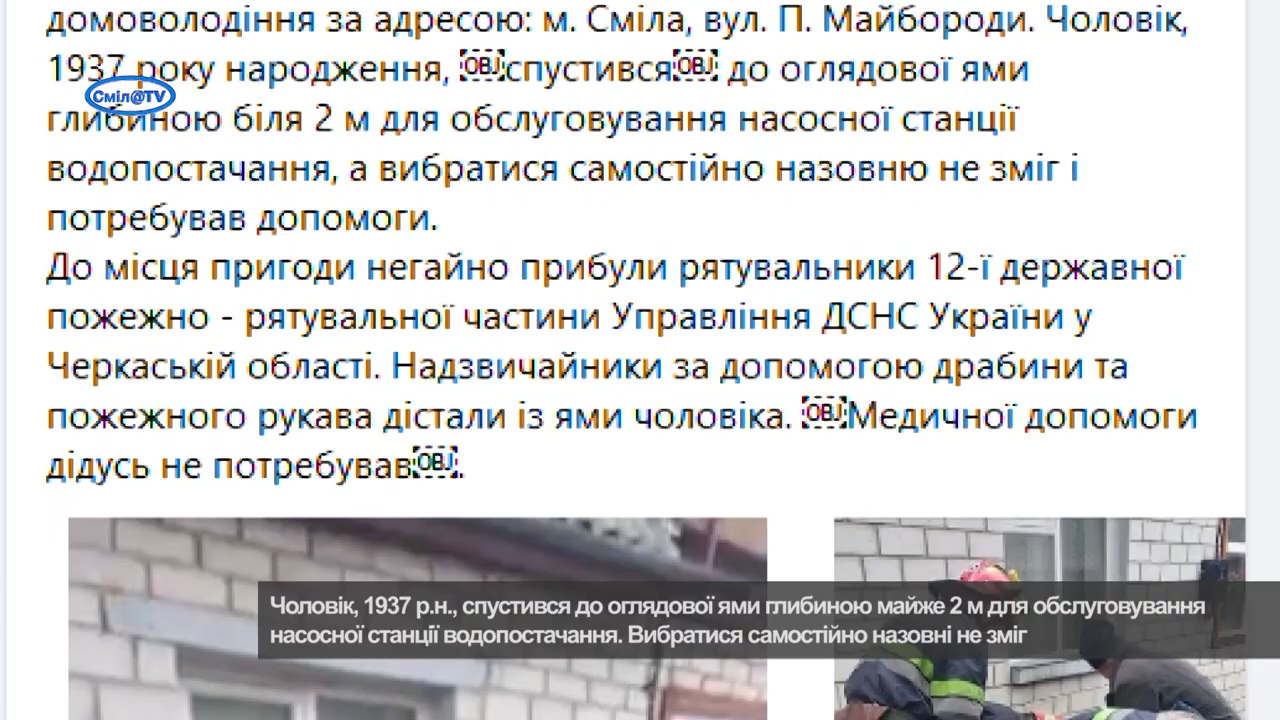 домоволодіння за адресою: м. Сміла, вул. П. Майбороди. Чоловік,
1937 року народження, спустився до оглядової ями
Сміл@TV
глибиною біля 2 м для обслуговування насосної станції
водопостачання, а вибратися самостійно назовню не зміг і
потребував допомоги.
До місця пригоди негайно прибули рятувальники 12-ї державної
пожежно - рятувальної частини Управління ДСНС України у
Черкаській області. Надзвичайники за допомогою драбини та
пожежного рукава дістали із ями чоловіка. Медичної допомоги
дідусь не потребував.
Чоловік, 1937 р.н., спустився до оглядової ями глибиною майже 2 м для обслуговування
насосної станції водопостачання. Вибратися самостійно назовні не зміг